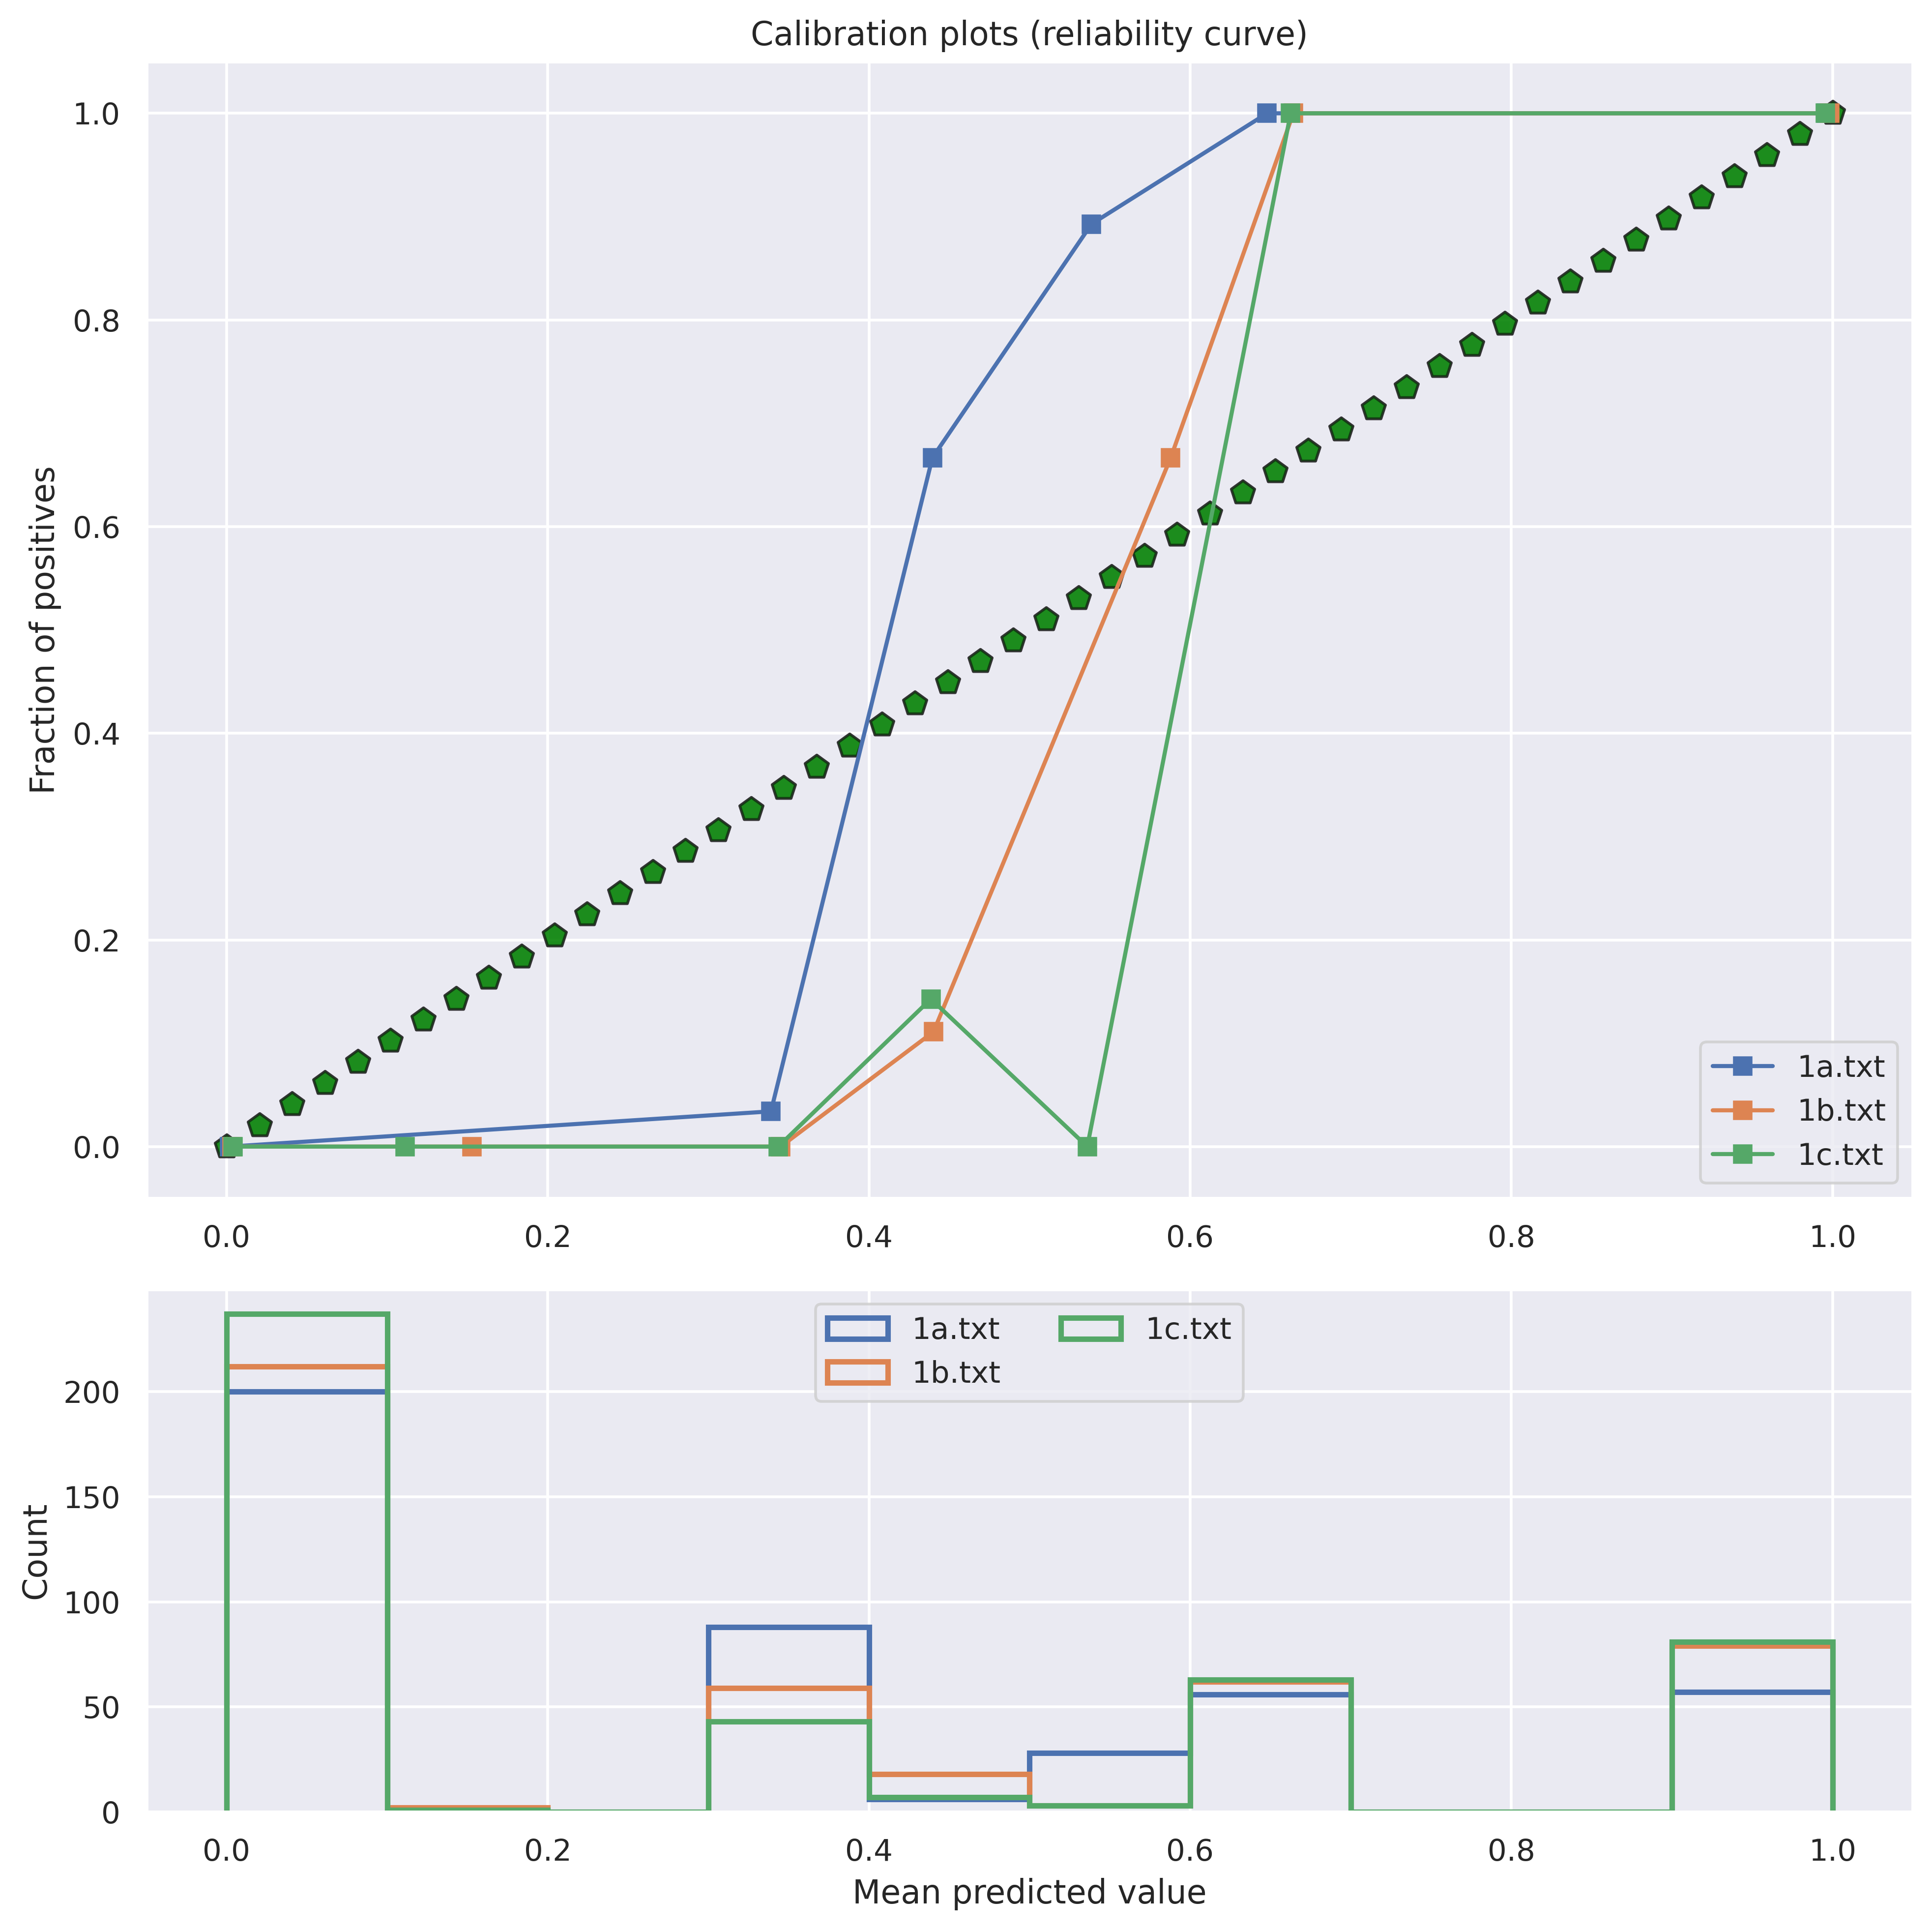 Calibration plots (reliability curve)
1.0
0.8
0.6
0.4
0.2
0.0
Fraction of positives
1a.txt
1b.txt
1c.txt
0.0 0.2 0.4 0.6 0.8 1.0
1a.txt 1c.txt
1b.txt
200
150
100
50
0
Count
0.0 0.2 0.4 0.6 0.8 1.0
Mean predicted value